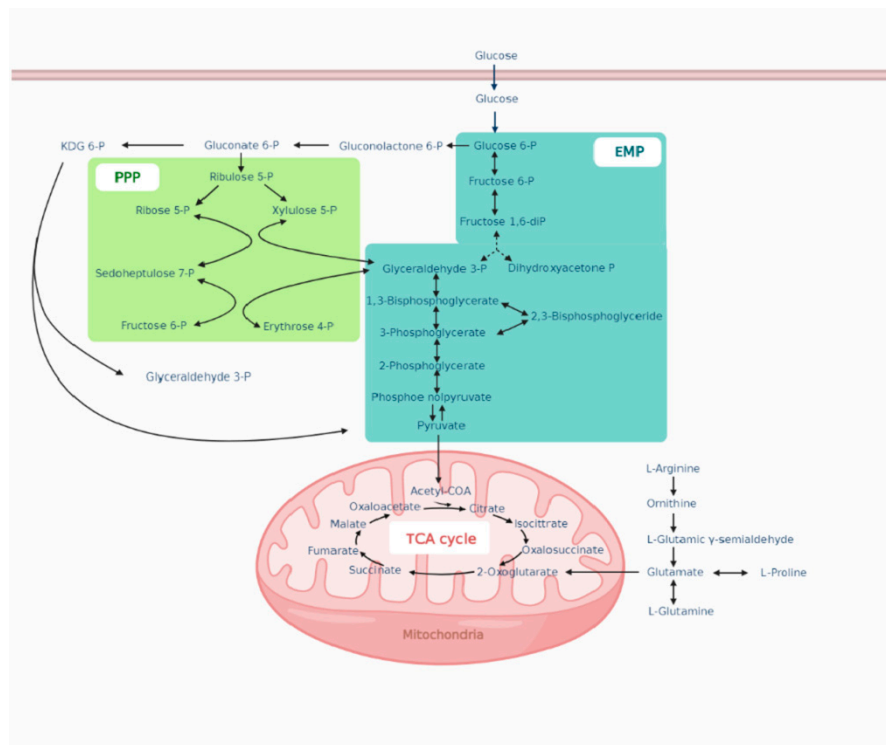 Glucose
Glucose
KDG 6-P
Gluconate 6-P
Gluconolactone 6-P
Glucose 6-P
EMP
PPP
Ribulose 5-P
Fructose 6-P
Ribose 5-P
Xylulose 5-P
Fructose 1,6-diP
Sedoheptulose 7-P
Glyceraldehyde 3-P
Dihydroxyacetone P
1,3-Bisphosphoglycerate
2,3-Bisphosphoglyceride
Fructose 6-P
Erythrose 4-P
3-Phosphoglycerate
2-Phosphoglycerate
Glyceraldehyde 3-P
Phosphoe nolpyruvate
Pyruvate
L-Arginine
Acetyl-COA
Ornithine
Oxaloacetate
Citrate
Malate
Isocittrate
TCA cycle
L-Glutamic γ-semialdehyde
Fumarate
Oxalosuccinate
Succinate
2-Oxoglutarate
Glutamate
L-Proline
L-Glutamine
Mitochondria